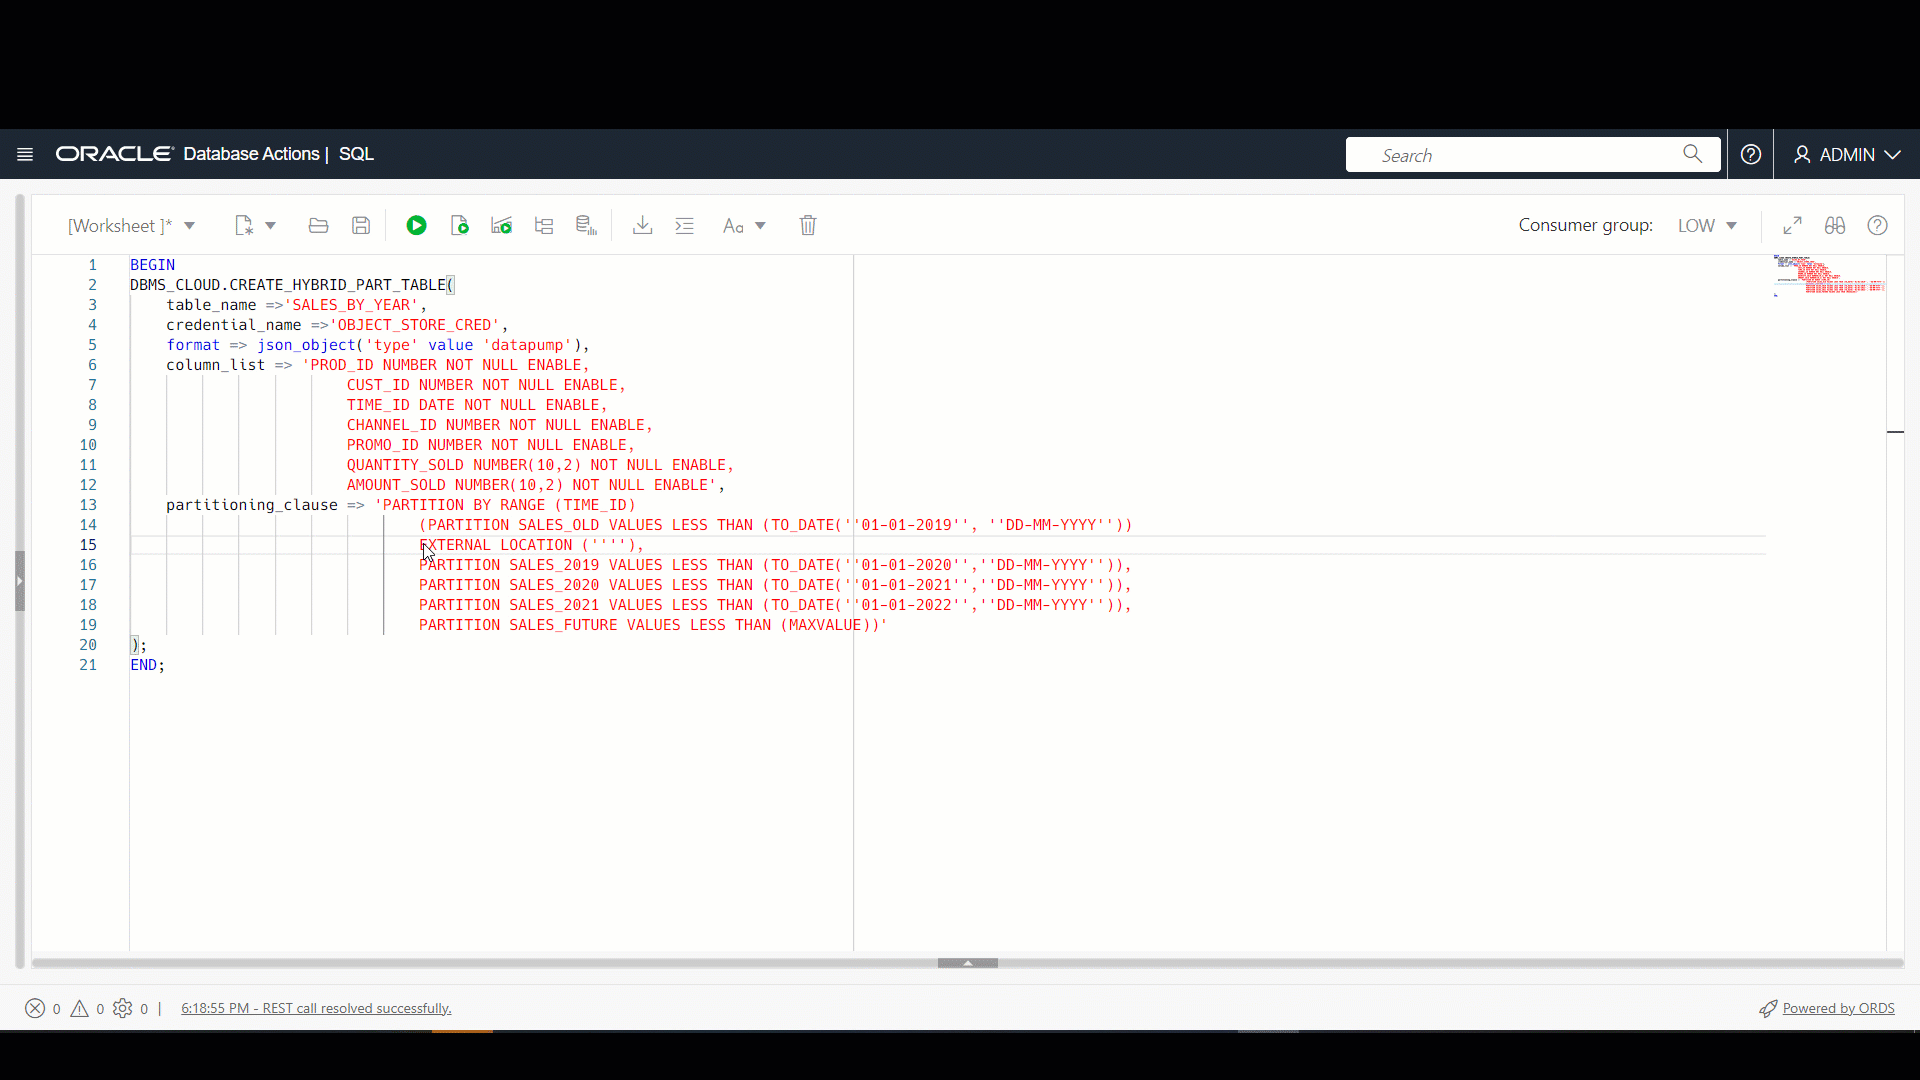 ORACLE Database Actions | SQL
Search
ADMIN
[Worksheet ]*
Aa
Consumer group: LOW
1 BEGIN
2 DBMS_CLOUD.CREATE_HYBRID_PART_TABLE(
3 table_name =>'SALES_BY_YEAR',
4 credential_name =>'OBJECT_STORE_CRED',
5 format => json_object('type' value 'datapump'),
6 column_list => 'PROD_ID NUMBER NOT NULL ENABLE,
7 CUST_ID NUMBER NOT NULL ENABLE,
8 TIME_ID DATE NOT NULL ENABLE,
9 CHANNEL_ID NUMBER NOT NULL ENABLE,
10 PROMO_ID NUMBER NOT NULL ENABLE,
11 QUANTITY_SOLD NUMBER(10,2) NOT NULL ENABLE,
12 AMOUNT_SOLD NUMBER(10,2) NOT NULL ENABLE',
13 partitioning_clause => 'PARTITION BY RANGE (TIME_ID)
14 (PARTITION SALES_OLD VALUES LESS THAN (TO_DATE(''01-01-2019'', ''DD-MM-YYYY''))
15 EXTERNAL LOCATION (''''),
16 PARTITION SALES_2019 VALUES LESS THAN (TO_DATE(''01-01-2020'',''DD-MM-YYYY'')),
17 PARTITION SALES_2020 VALUES LESS THAN (TO_DATE(''01-01-2021'',''DD-MM-YYYY'')),
18 PARTITION SALES_2021 VALUES LESS THAN (TO_DATE(''01-01-2022'',''DD-MM-YYYY'')),
19 PARTITION SALES_FUTURE VALUES LESS THAN (MAXVALUE))'
20 );
21 END;
0 0 0 | 6:18:55 PM - REST call resolved successfully.
Powered by ORDS